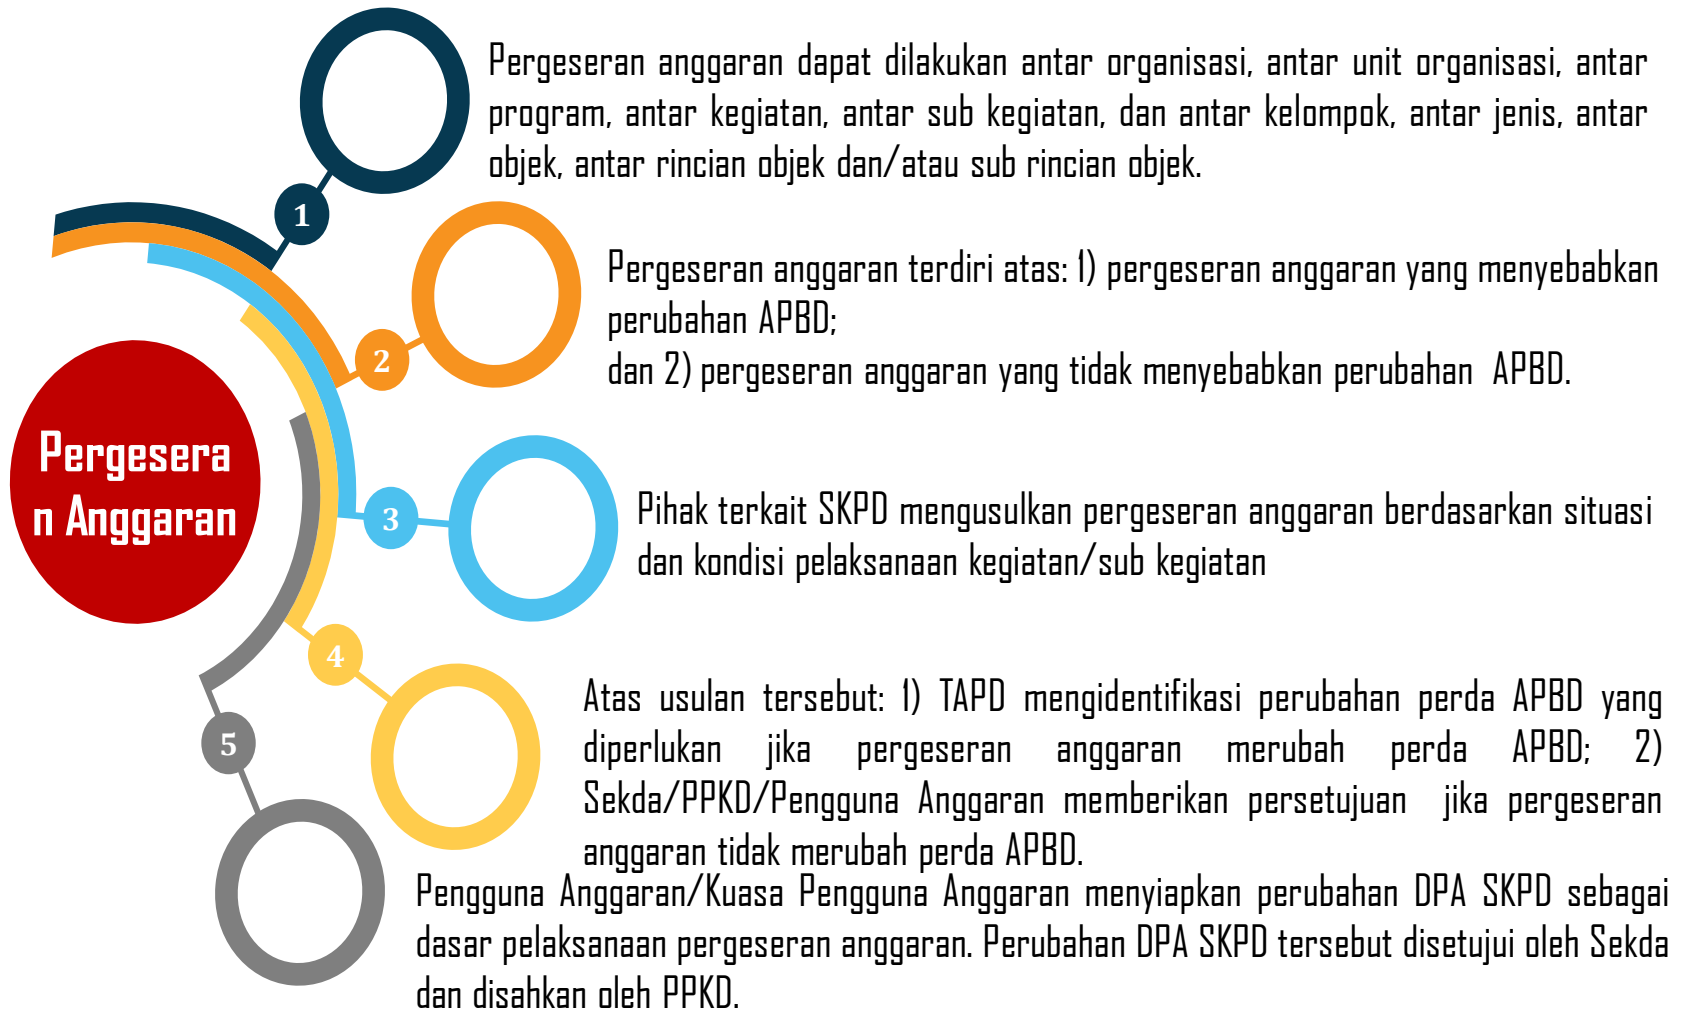 1
Pergeseran anggaran dapat dilakukan antar organisasi, antar unit organisasi, antar
program, antar kegiatan, antar sub kegiatan, dan antar kelompok, antar jenis, antar
objek, antar rincian objek dan/atau sub rincian objek.
2
Pergeseran anggaran terdiri atas: 1) pergeseran anggaran yang menyebabkan
perubahan APBD;
dan 2) pergeseran anggaran yang tidak menyebabkan perubahan APBD.
Pergesera
n Anggaran
3
Pihak terkait SKPD mengusulkan pergeseran anggaran berdasarkan situasi
dan kondisi pelaksanaan kegiatan/sub kegiatan
4
Atas usulan tersebut: 1) TAPD mengidentifikasi perubahan perda APBD yang
diperlukan jika pergeseran anggaran merubah perda APBD; 2)
Sekda/PPKD/Pengguna Anggaran memberikan persetujuan jika pergeseran
anggaran tidak merubah perda APBD.
5
Pengguna Anggaran/Kuasa Pengguna Anggaran menyiapkan perubahan DPA SKPD sebagai
dasar pelaksanaan pergeseran anggaran. Perubahan DPA SKPD tersebut disetujui oleh Sekda
dan disahkan oleh PPKD.